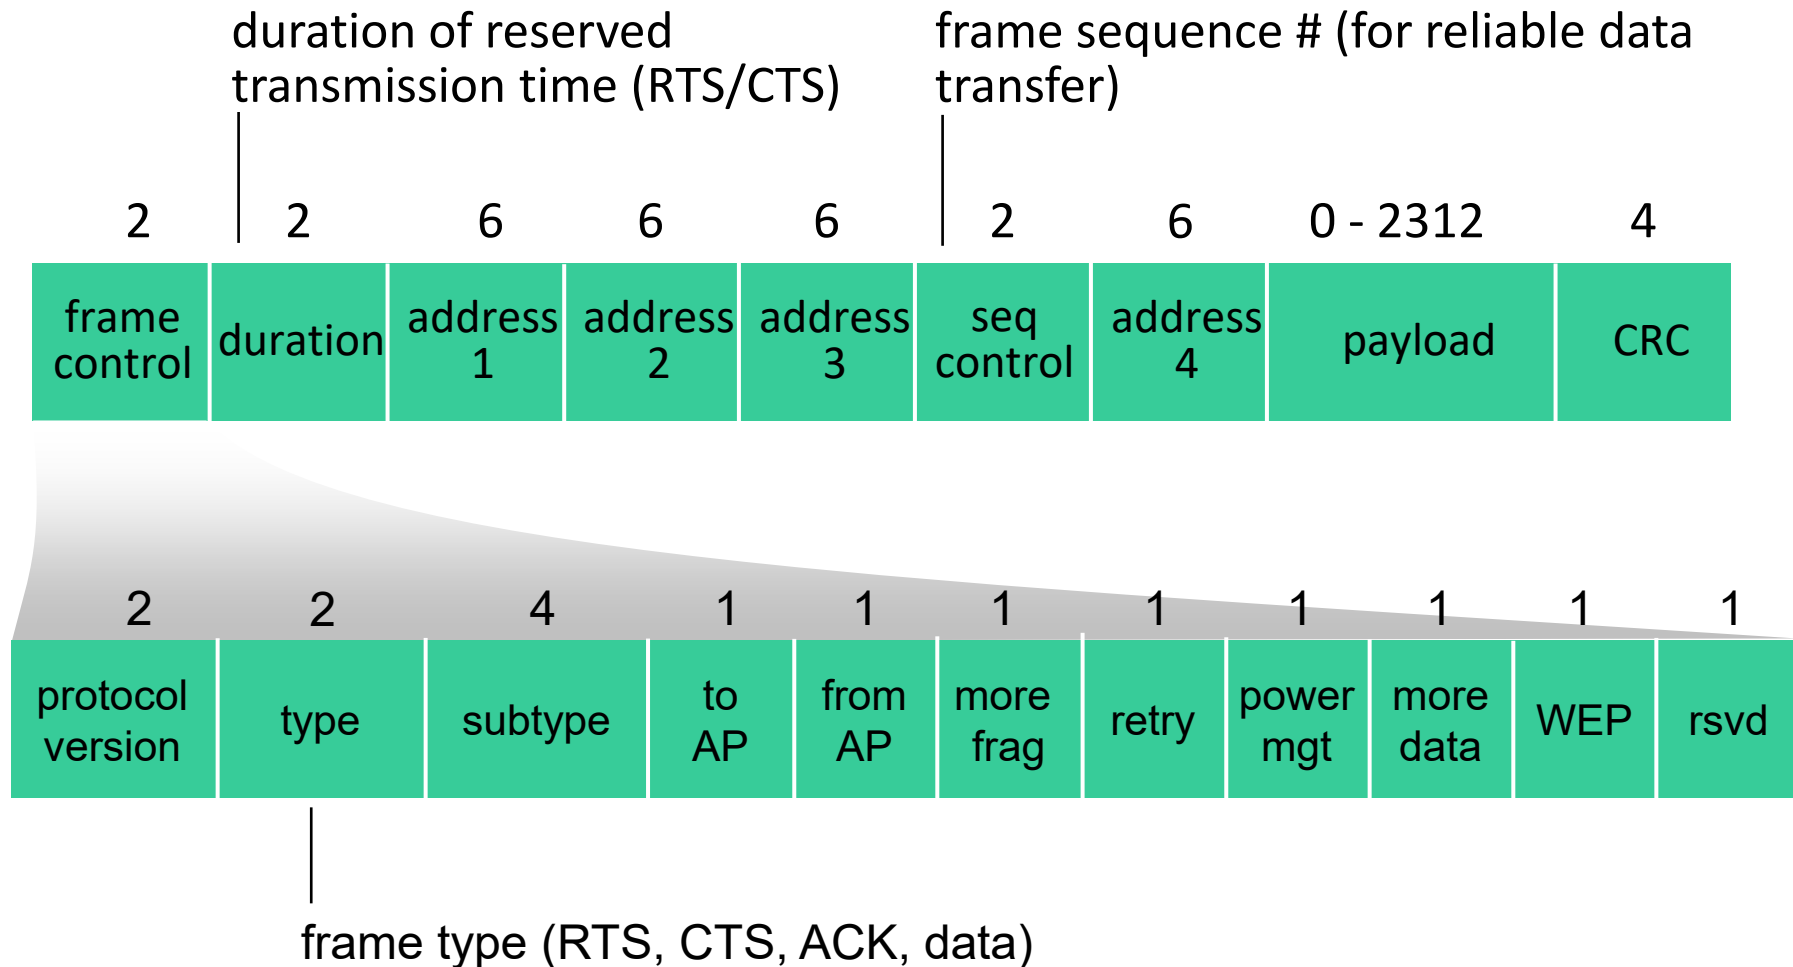 duration of reserved
transmission time (RTS/CTS)
frame sequence # (for reliable data
transfer)
2 2 6 6 6 2 6 0 - 2312 4
frame
control
duration
address
1
address
2
address
3
seq
control
address
4
payload
CRC
2 2 4 1 1 1 1 1 1 1 1
protocol
version
type
subtype
to
AP
from
AP
more
frag
retry
power
mgt
more
data
WEP
rsvd
frame type (RTS, CTS, ACK, data)